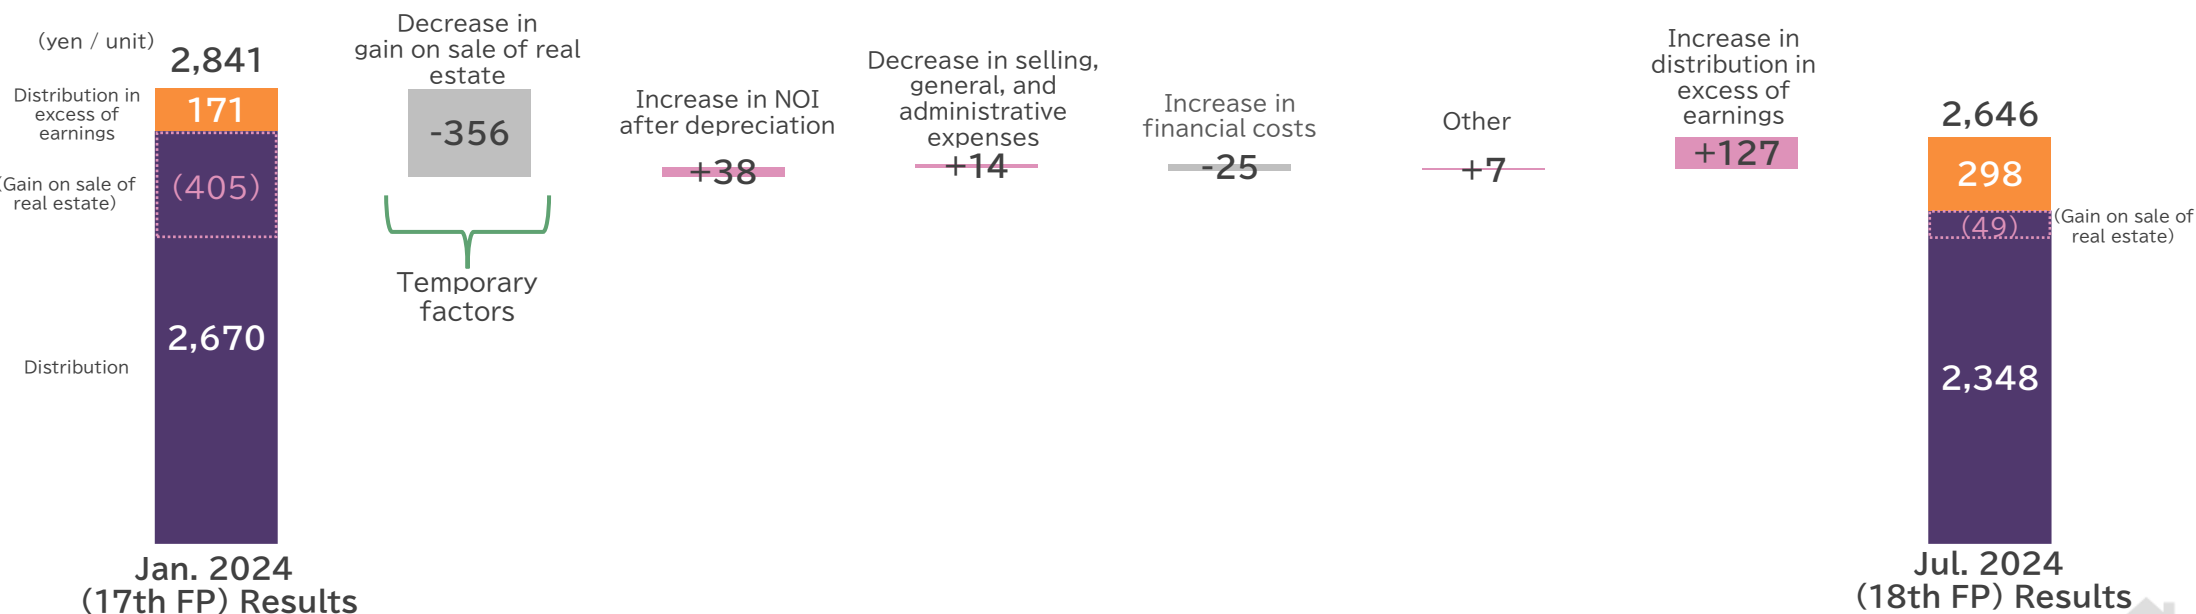 (yen / unit)
2,841
Distribution in
excess of
earnings
171
(Gain on sale of
real estate)
(405)
2,670
Distribution
Jan. 2024
(17th FP) Results
Decrease in
gain on sale of real
estate
-356
Temporary
factors
Increase in NOI
after depreciation
+38
Decrease in selling,
general, and
administrative
expenses
+14
Increase in
financial costs
-25
Other
+7
Increase in
distribution in
excess of
earnings
+127
2,646
298
(49)
(Gain on sale of
real estate)
2,348
Jul. 2024
(18th FP) Results